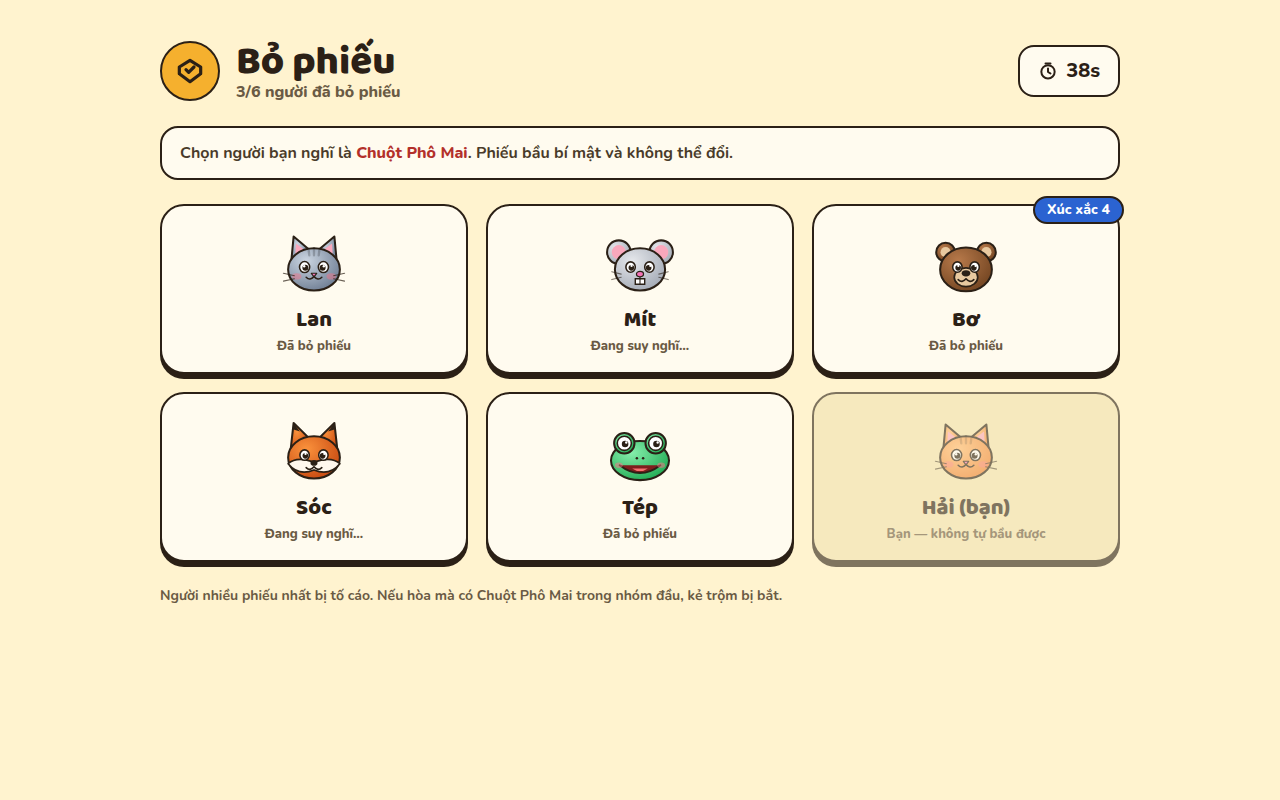 Bỏ phiếu
3/6 người đã bỏ phiếu
38s
Chọn người bạn nghĩ là Chuột Phô Mai. Phiếu bầu bí mật và không thể đổi.
Xúc xắc 4
Lan
Đã bỏ phiếu
Mít
Đang suy nghĩ...
Bơ
Đã bỏ phiếu
Sóc
Đang suy nghĩ...
Tép
Đã bỏ phiếu
Hải (bạn)
Bạn — không tự bầu được
Người nhiều phiếu nhất bị tố cáo. Nếu hòa mà có Chuột Phô Mai trong nhóm đầu, kẻ trộm bị bắt.